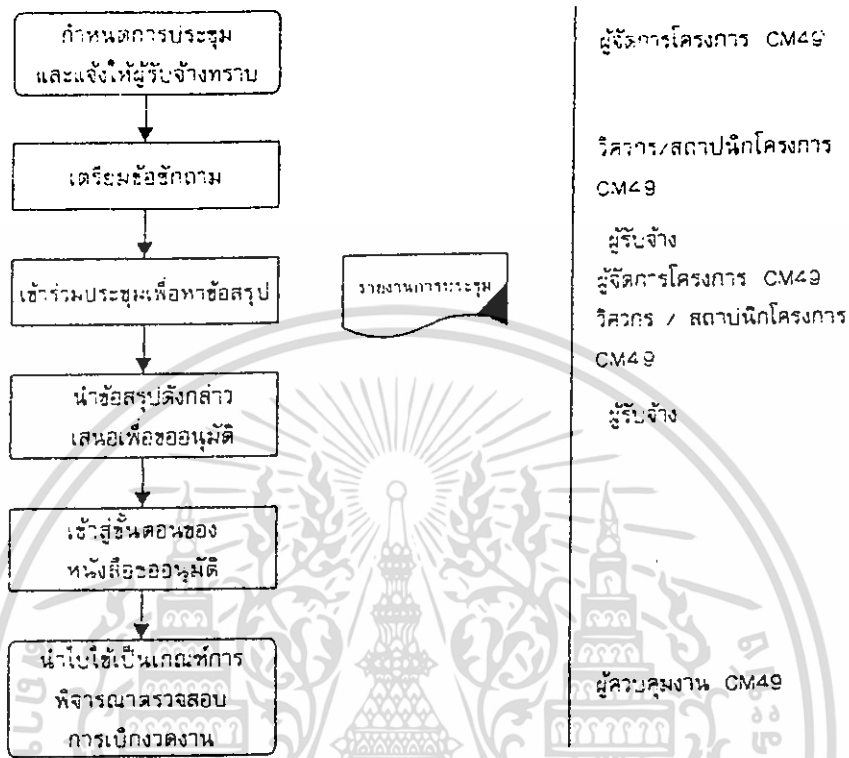 กำหนดการประชุม
และแจ้งให้ผู้รับจ้างทราบ
ผู้จัดการโครงการ CM49
เตรียมข้อซักถาม
วิศวกร/สถาปนิกโครงการ
CM49
เข้าร่วมประชุมเพื่อหาข้อสรุป
รายงานการประชุม
ผู้รับจ้าง
ผู้จัดการโครงการ CM49
วิศวกร / สถาปนิกโครงการ
CM49
นำข้อสรุปดังกล่าว
เสนอเพื่อขออนุมัติ
ผู้รับจ้าง
เข้าสู่ขั้นตอนของ
หนังสือขออนุมัติ
นำไปใช้เป็นเกณฑ์การ
พิจารณาตรวจสอบ
การเบิกงวดงาน
ผู้ควบคุมงาน CM49